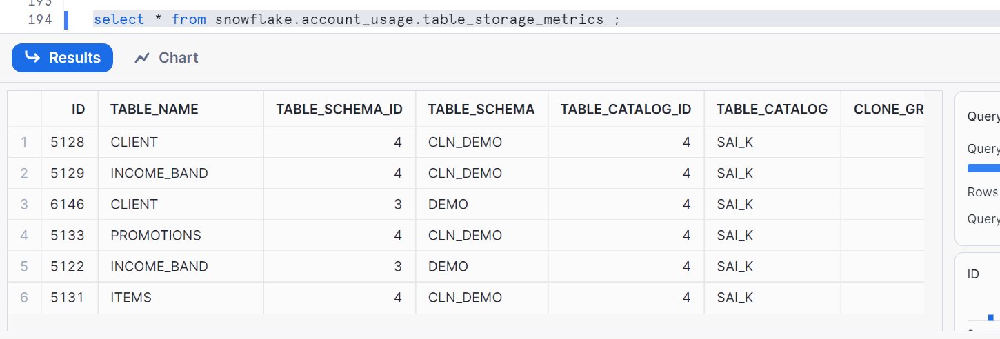 193
194 select * from snowflake.account_usage.table_storage_metrics ;
Results Chart
ID TABLE_NAME TABLE_SCHEMA_ID TABLE_SCHEMA TABLE_CATALOG_ID TABLE_CATALOG CLONE_GR
1 5128 CLIENT 4 CLN_DEMO 4 SAI_K
2 5129 INCOME_BAND 4 CLN_DEMO 4 SAI_K
3 6146 CLIENT 3 DEMO 4 SAI_K
4 5133 PROMOTIONS 4 CLN_DEMO 4 SAI_K
5 5122 INCOME_BAND 3 DEMO 4 SAI_K
6 5131 ITEMS 4 CLN_DEMO 4 SAI_K
Query
Query
Rows
Query
ID